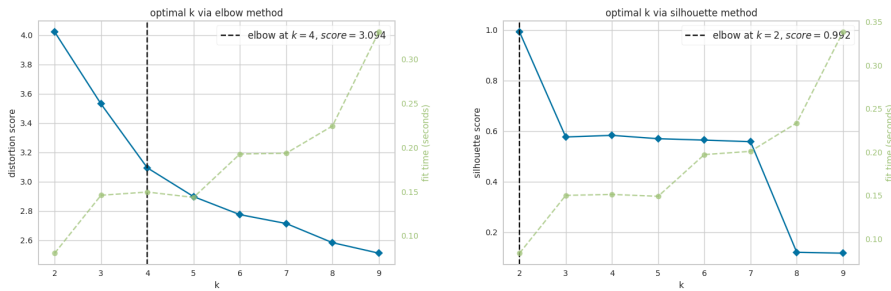 optimal k via elbow method
elbow at k = 4, score = 3.094
4.0
3.8
3.6
3.4
3.2
3.0
2.8
2.6
distortion score
0.30
0.25
0.20
0.15
0.10
fit time (seconds)
2 3 4 5 6 7 8 9
k
optimal k via silhouette method
elbow at k = 2, score = 0.992
1.0
0.8
0.6
0.4
0.2
silhouette score
0.35
0.30
0.25
0.20
0.15
0.10
fit time (seconds)
2 3 4 5 6 7 8 9
k